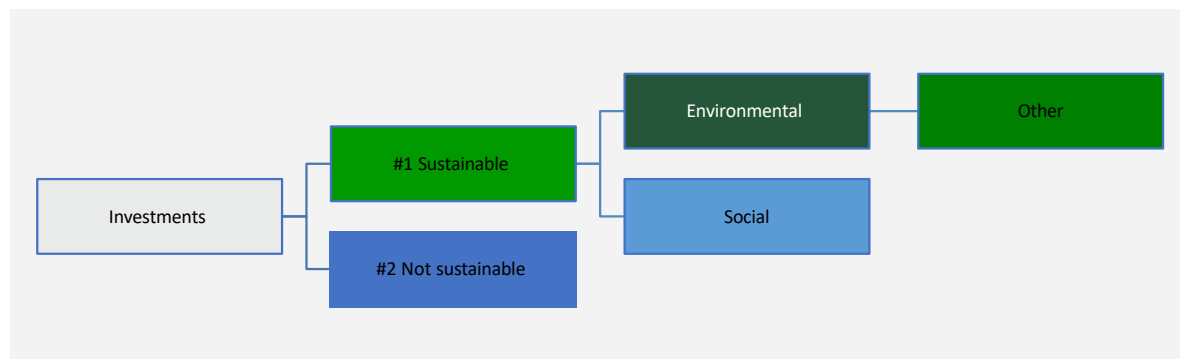 Environmental
Other
#1 Sustainable
Investments
Social
#2 Not sustainable